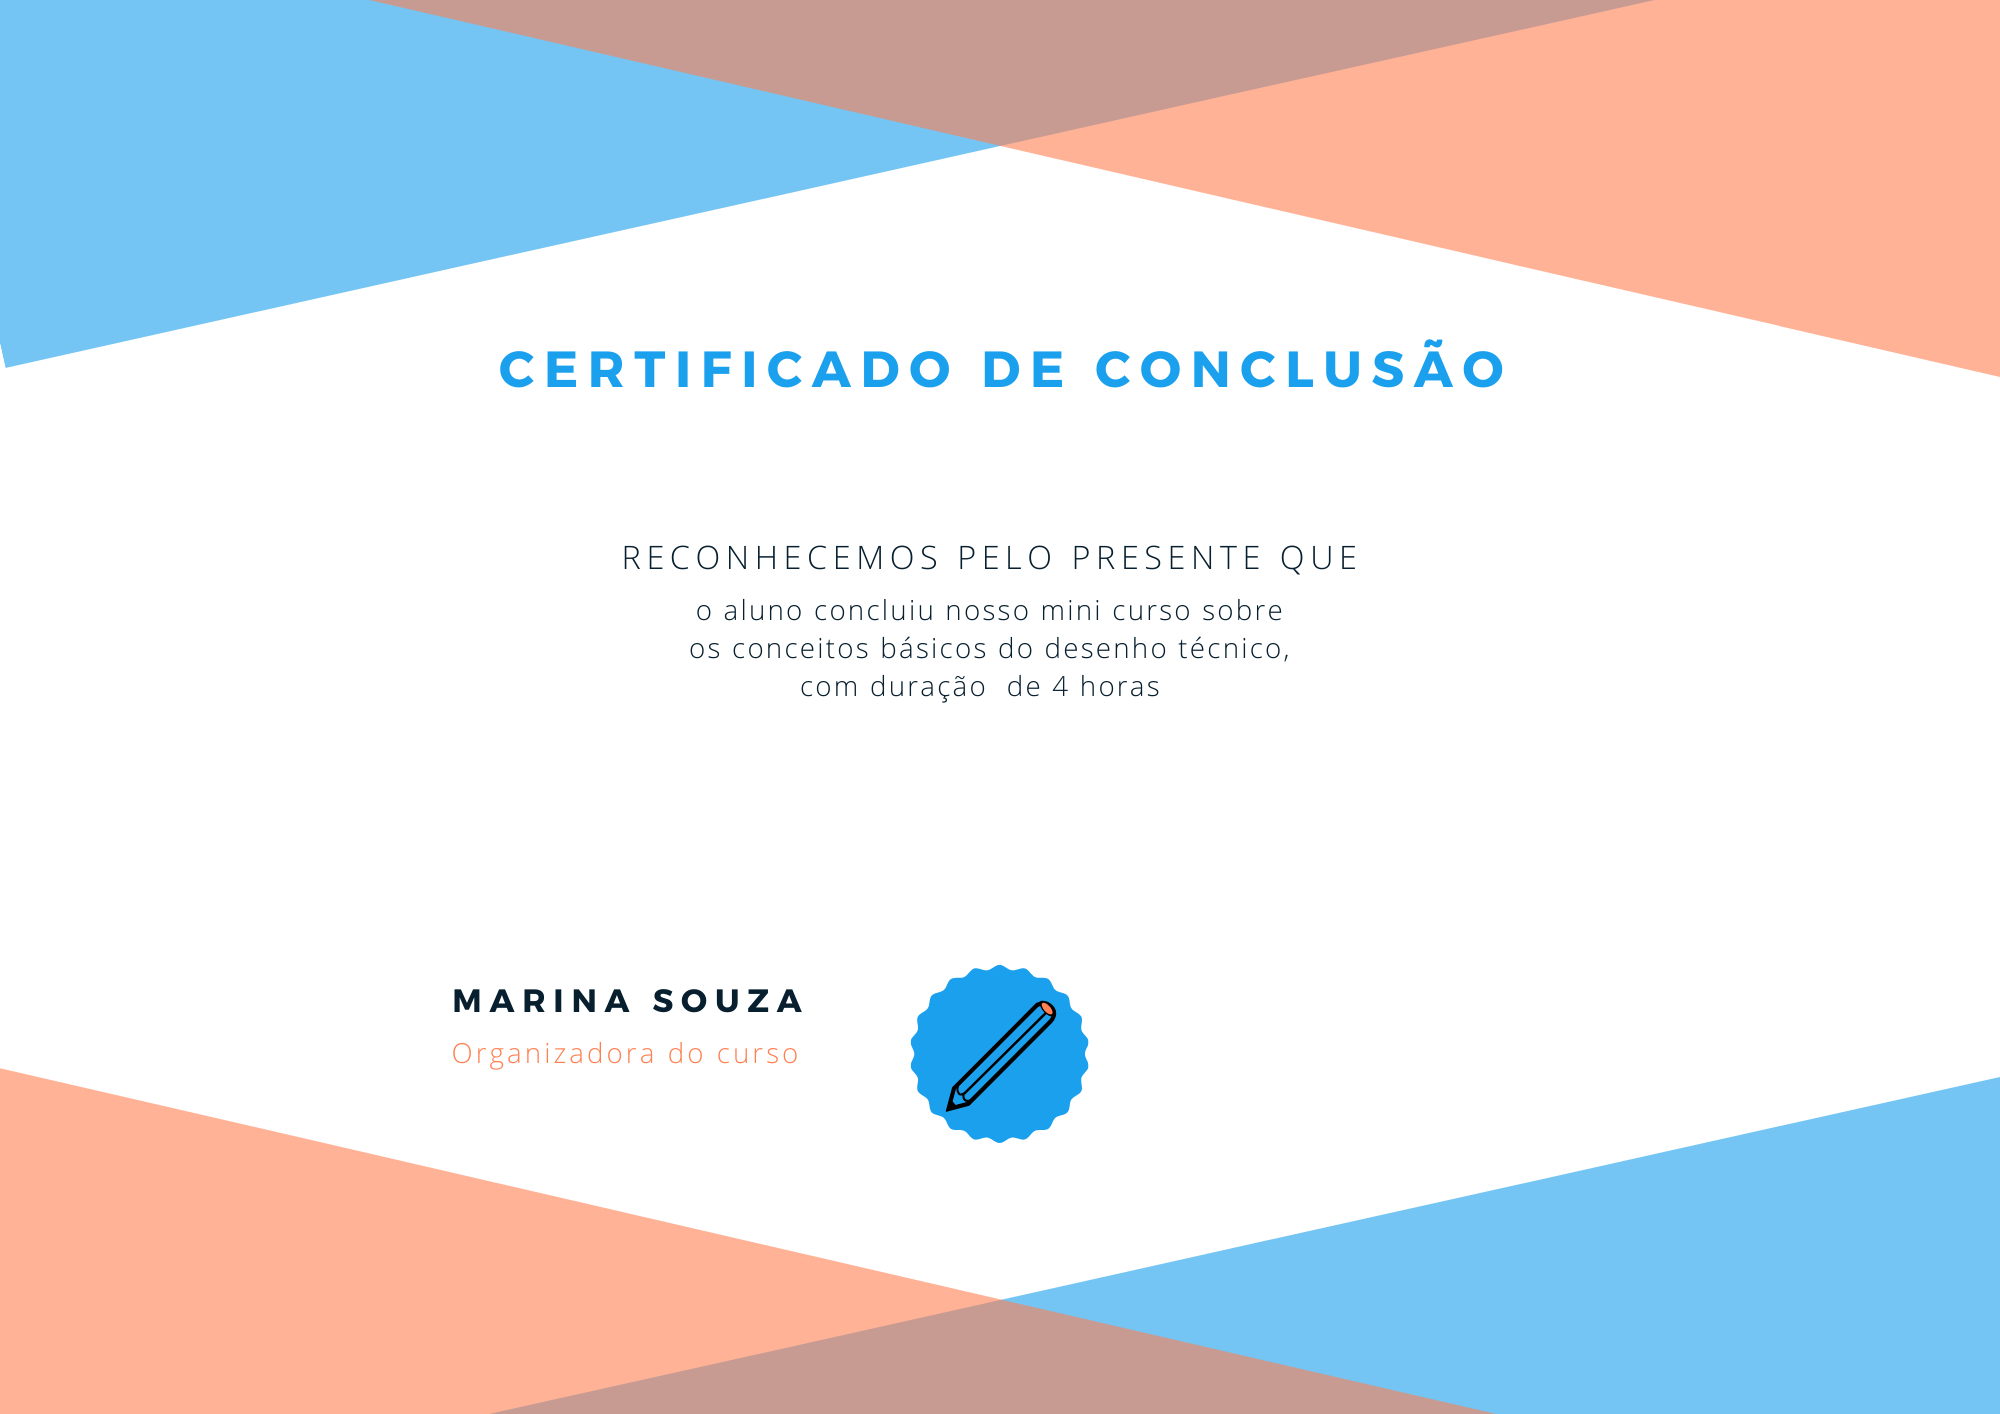 CERTIFICADO DE CONCLUSÃO
RECONHECEMOS PELO PRESENTE QUE
o aluno concluiu nosso mini curso sobre
os conceitos básicos do desenho técnico,
com duração  de 4 horas
MARINA SOUZA
Organizadora do curso